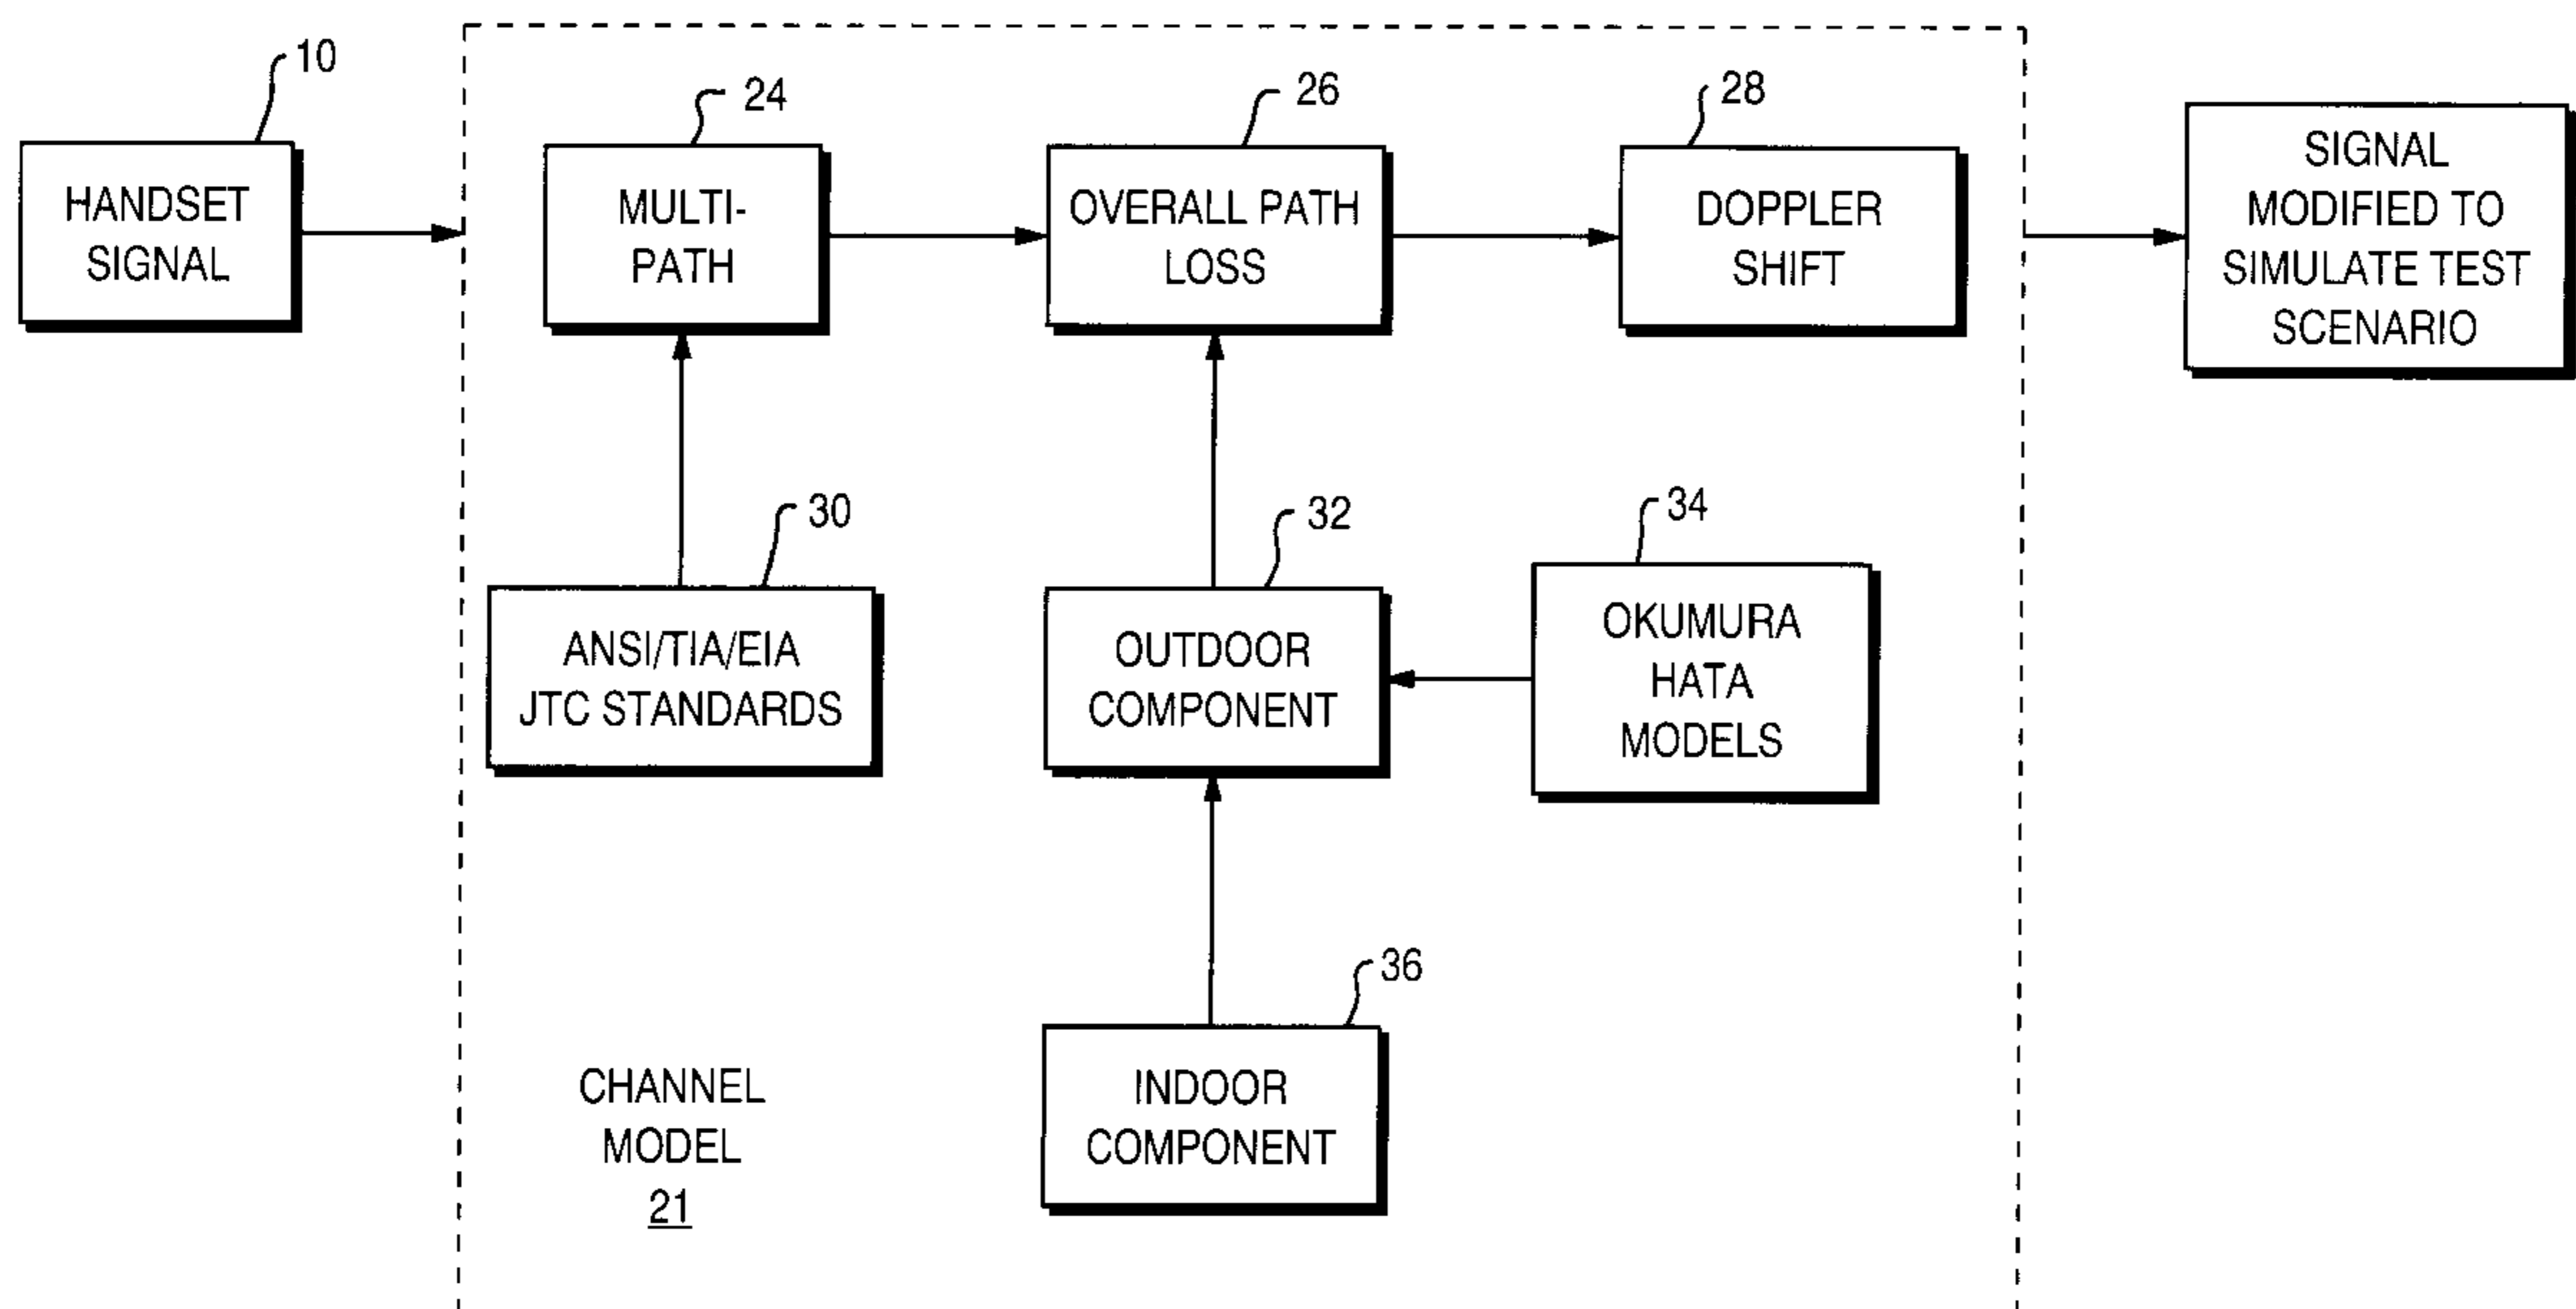 10
HANDSET
SIGNAL
24
MULTI-
PATH
26
OVERALL PATH
LOSS
28
DOPPLER
SHIFT
SIGNAL
MODIFIED TO
SIMULATE TEST
SCENARIO
30
ANSI/TIA/EIA
JTC STANDARDS
32
OUTDOOR
COMPONENT
34
OKUMURA
HATA
MODELS
36
INDOOR
COMPONENT
CHANNEL
MODEL
21